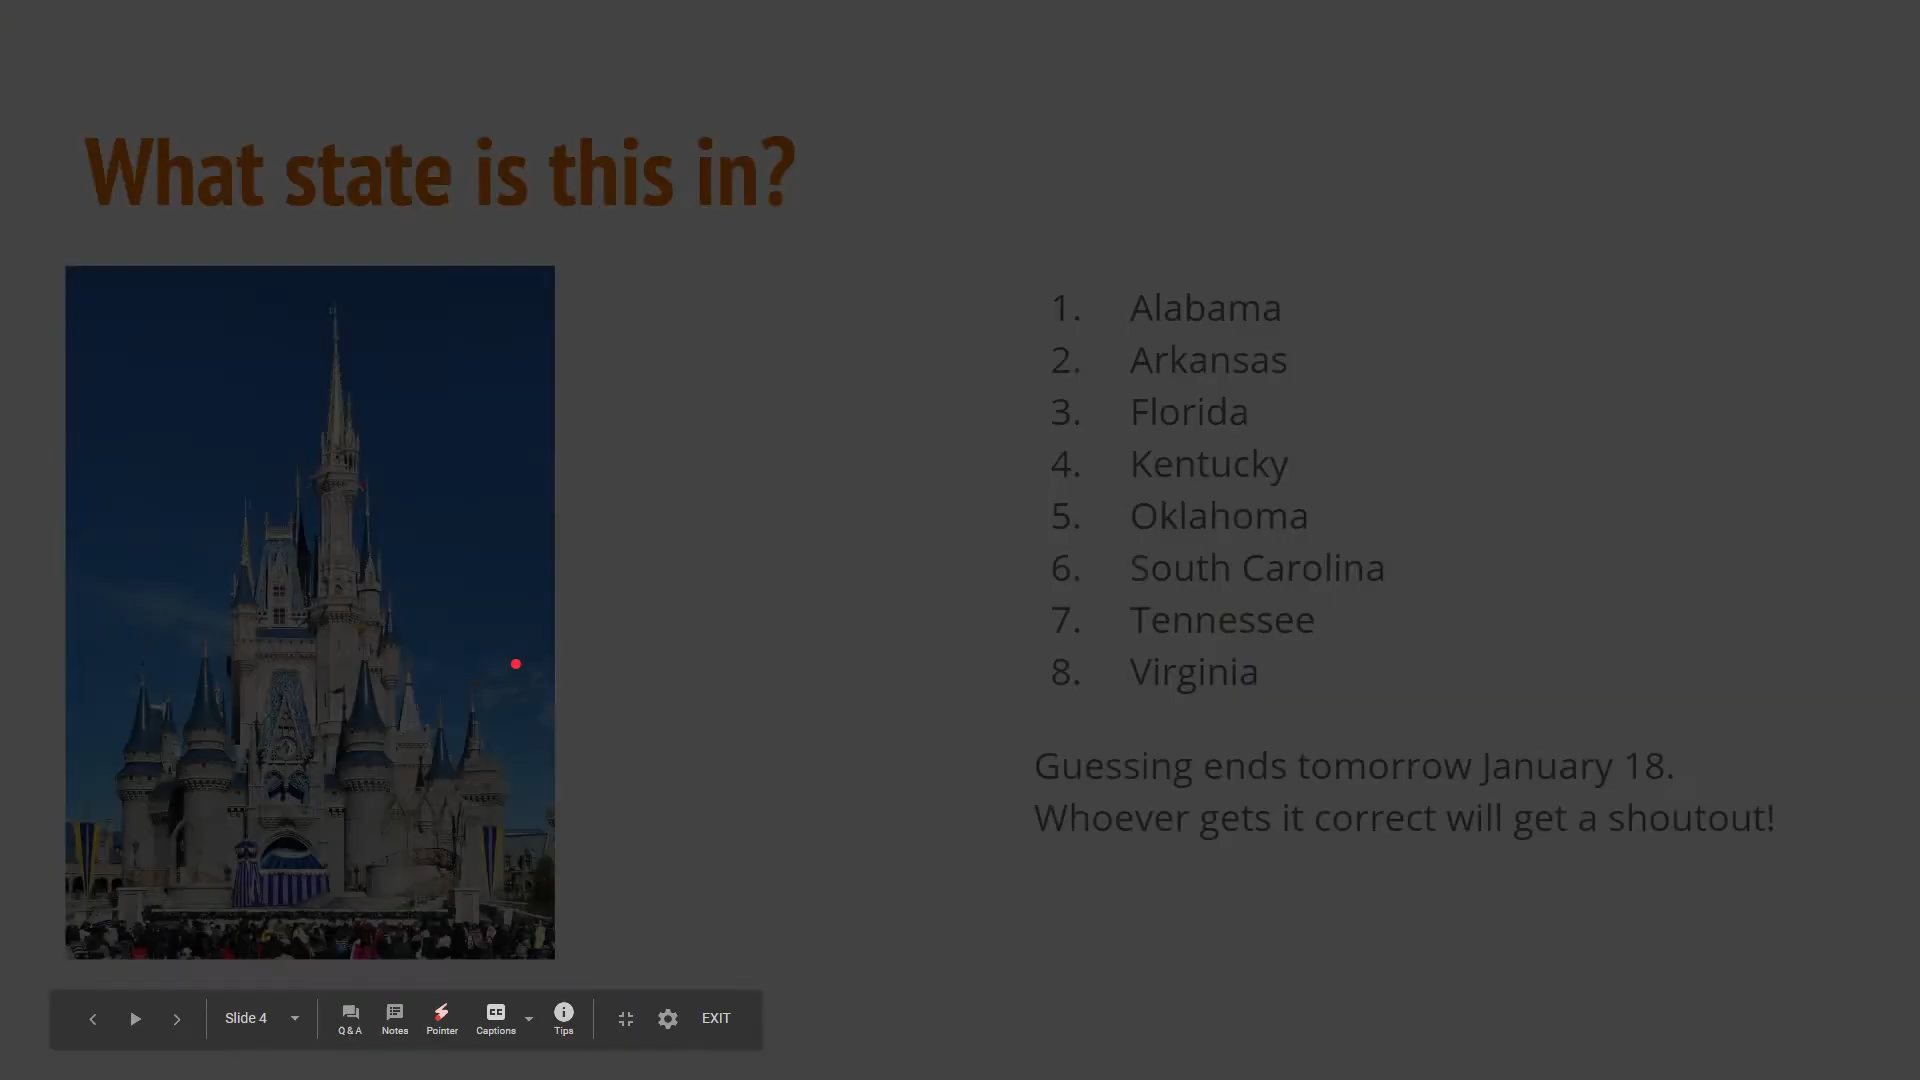 What state is this in?
1. Alabama
2. Arkansas
3. Florida
4. Kentucky
5. Oklahoma
6. South Carolina
7. Tennessee
8. Virginia
Guessing ends tomorrow January 18.
Whoever gets it correct will get a shoutout!
Slide 4
Q & A
Notes
Pointer
CC
Captions
Tips
EXIT